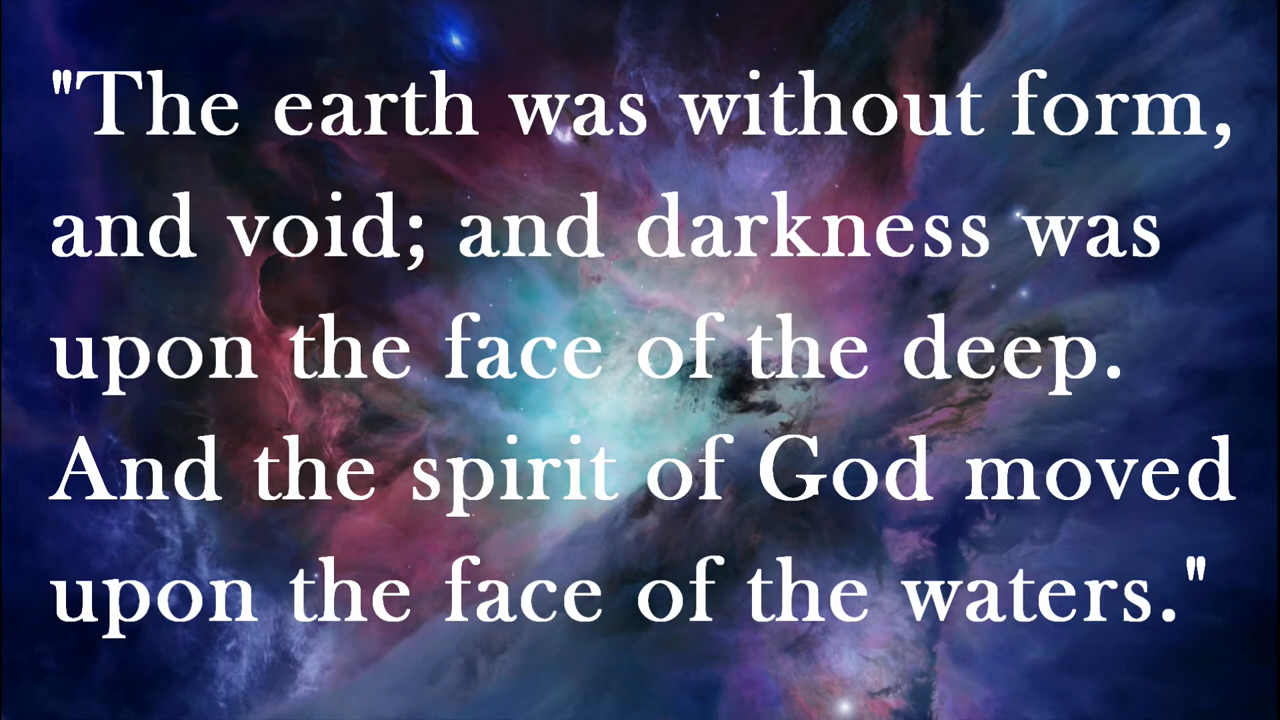 "The earth was without form,
and void; and darkness was
upon the face of the deep.
And the spirit of God moved
upon the face of the waters."